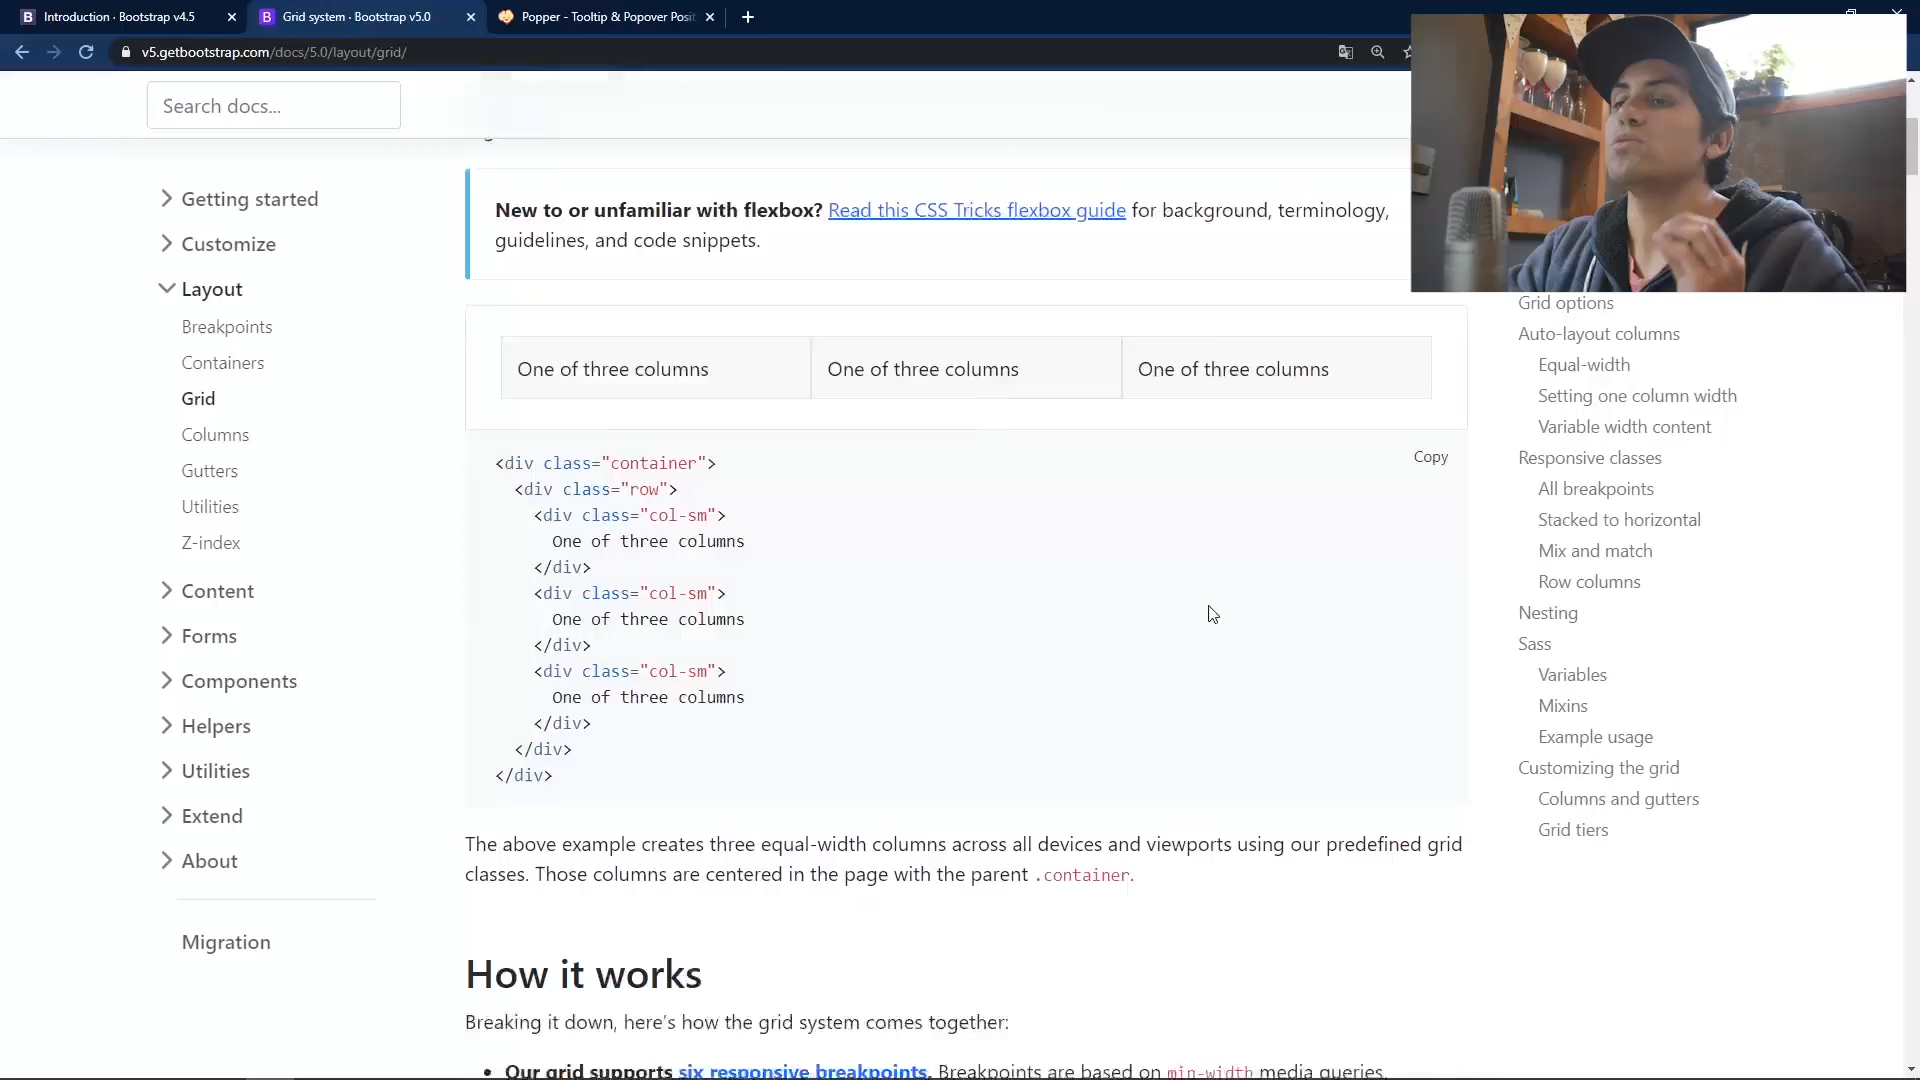 Introduction · Bootstrap v4.5
Grid system · Bootstrap v5.0
Popper - Tooltip & Popover Posit
v5.getbootstrap.com/docs/5.0/layout/grid/
Search docs...
Getting started
Customize
Layout
Breakpoints
Containers
Grid
Columns
Gutters
Utilities
Z-index
Content
Forms
Components
Helpers
Utilities
Extend
About
Migration
New to or unfamiliar with flexbox? Read this CSS Tricks flexbox guide for background, terminology,
guidelines, and code snippets.
One of three columns
One of three columns
One of three columns
Copy
<div class="container">
<div class="row">
<div class="col-sm">
One of three columns
</div>
<div class="col-sm">
One of three columns
</div>
<div class="col-sm">
One of three columns
</div>
</div>
</div>
The above example creates three equal-width columns across all devices and viewports using our predefined grid
classes. Those columns are centered in the page with the parent .container.
How it works
Breaking it down, here's how the grid system comes together:
• Our grid supports six responsive breakpoints. Breakpoints are based on min-width media queries,
Grid options
Auto-layout columns
Equal-width
Setting one column width
Variable width content
Responsive classes
All breakpoints
Stacked to horizontal
Mix and match
Row columns
Nesting
Sass
Variables
Mixins
Example usage
Customizing the grid
Columns and gutters
Grid tiers